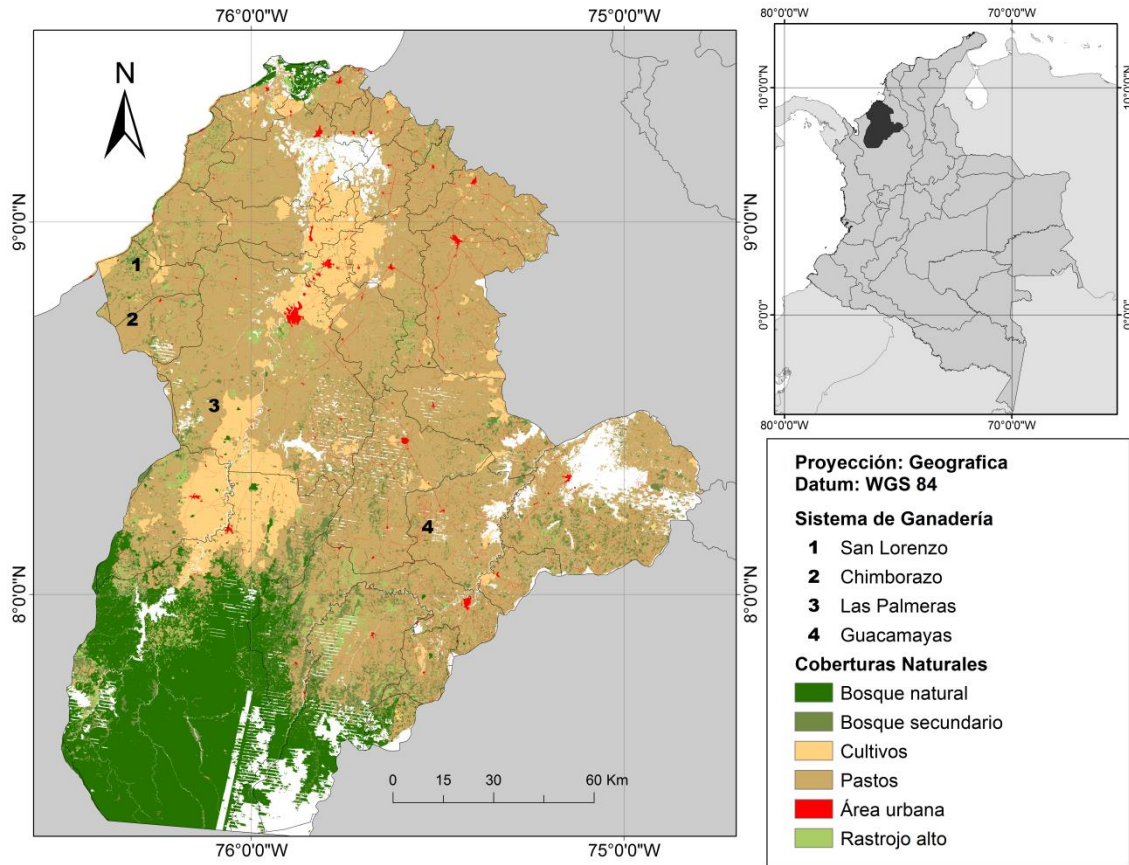 76°0'0"W 75°0'0"W
80°0'0"W 70°0'0"W
N
10°0'0"N 10°0'0"N
9°0'0"N 9°0'0"N
1
2
0°0'0" 0°0'0"
3
80°0'0"W 70°0'0"W
4
8°0'0"N 8°0'0"N
0 15 30 60 Km
76°0'0"W 75°0'0"W
Proyección: Geografica
Datum: WGS 84
Sistema de Ganadería
1 San Lorenzo
2 Chimborazo
3 Las Palmeras
4 Guacamayas
Coberturas Naturales
Bosque natural
Bosque secundario
Cultivos
Pastos
Área urbana
Rastrojo alto